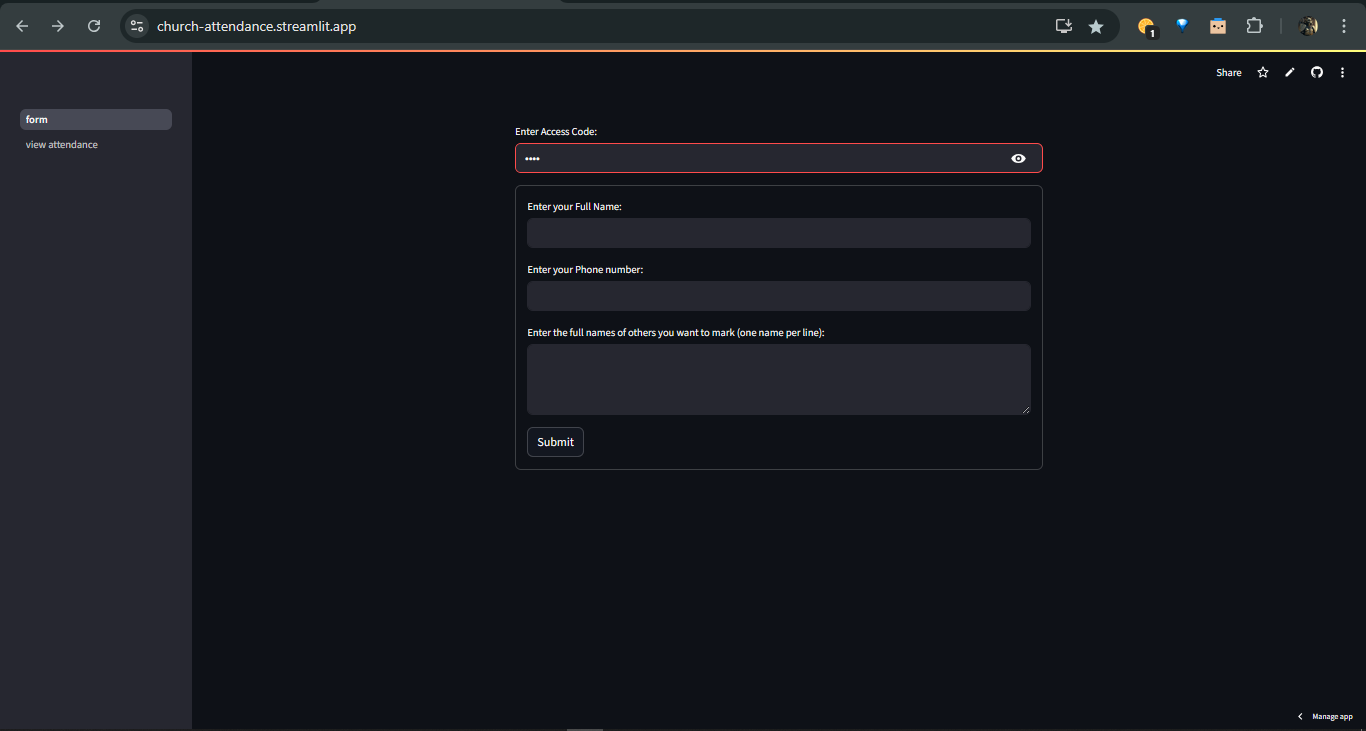 church-attendance.streamlit.app
1
Share
form
view attendance
Enter Access Code:
••••
Enter your Full Name:
Enter your Phone number:
Enter the full names of others you want to mark (one name per line):
Submit
Manage app